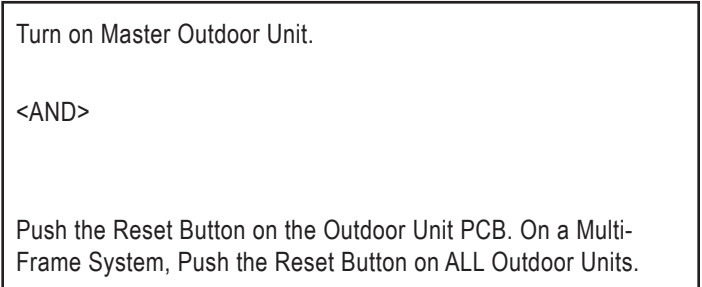 Turn on Master Outdoor Unit.
<AND>
Push the Reset Button on the Outdoor Unit PCB. On a Multi-
Frame System, Push the Reset Button on ALL Outdoor Units.